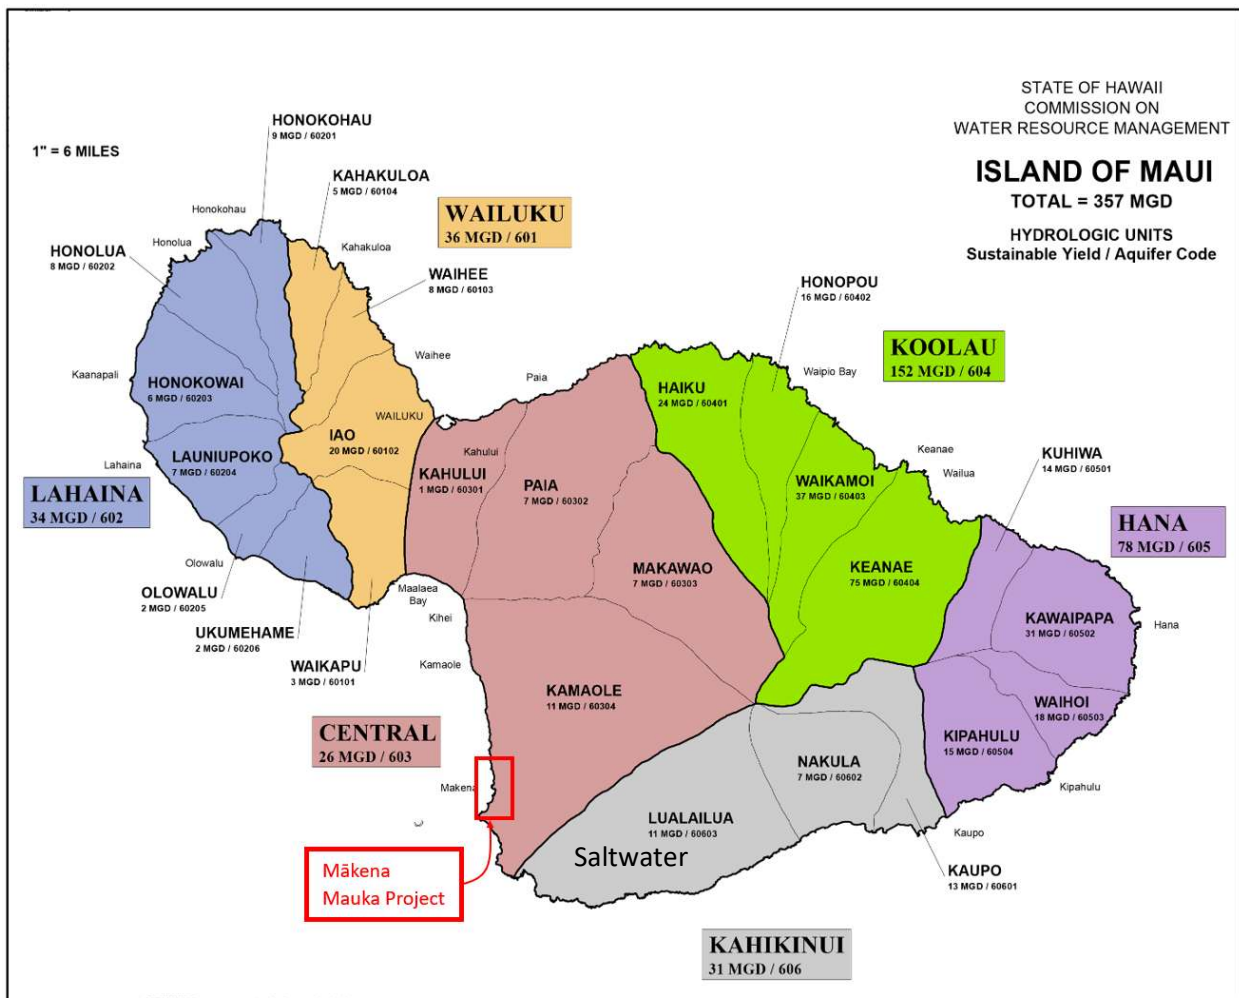 STATE OF HAWAII
COMMISSION ON
WATER RESOURCE MANAGEMENT
ISLAND OF MAUI
TOTAL = 357 MGD
HYDROLOGIC UNITS
Sustainable Yield / Aquifer Code
1" = 6 MILES
HONOKOHAU
9 MGD / 60201
KAHAKULOA
5 MGD / 60104
WAILUKU
36 MGD / 601
Honokohau
Honolua
Kahakuloa
HONOLUA
8 MGD / 60202
WAIHEE
8 MGD / 60103
HONOPOU
16 MGD / 60402
KOOLAU
152 MGD / 604
Waihee
Kaanapali
Paia
Waipio Bay
HONOKOWAI
6 MGD / 60203
HAIKU
24 MGD / 60401
WAILUKU
IAO
20 MGD / 60102
Kahului
Keanae
Wailua
KUHIWA
14 MGD / 60501
Lahaina
LAUNIUPOKO
7 MGD / 60204
KAHULUI
1 MGD / 60301
PAIA
7 MGD / 60302
WAIKAMOI
37 MGD / 60403
LAHAINA
34 MGD / 602
HANA
78 MGD / 605
Olowalu
OLOWALU
2 MGD / 60205
Maalaea
Bay
MAKAWAO
7 MGD / 60303
KEANAE
75 MGD / 60404
Kihei
KAWAIPAPA
31 MGD / 60502
Hana
UKUMEHAME
2 MGD / 60206
WAIKAPU
3 MGD / 60101
Kamaole
KAMAOLE
11 MGD / 60304
WAIHOI
18 MGD / 60503
CENTRAL
26 MGD / 603
KIPAHULU
15 MGD / 60504
NAKULA
7 MGD / 60602
Makena
Kipahulu
LUALAILUA
11 MGD / 60603
Saltwater
Kaupo
Mākena
Mauka Project
KAUPO
13 MGD / 60601
KAHIKINUI
31 MGD / 606